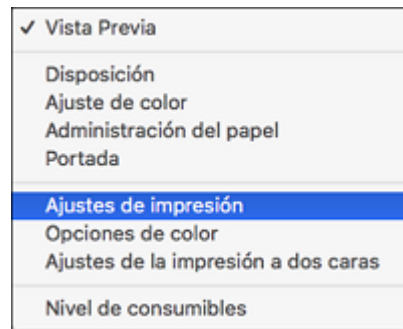 ✓ Vista Previa
Disposición
Ajuste de color
Administración del papel
Portada
Ajustes de impresión
Opciones de color
Ajustes de la impresión a dos caras
Nivel de consumibles